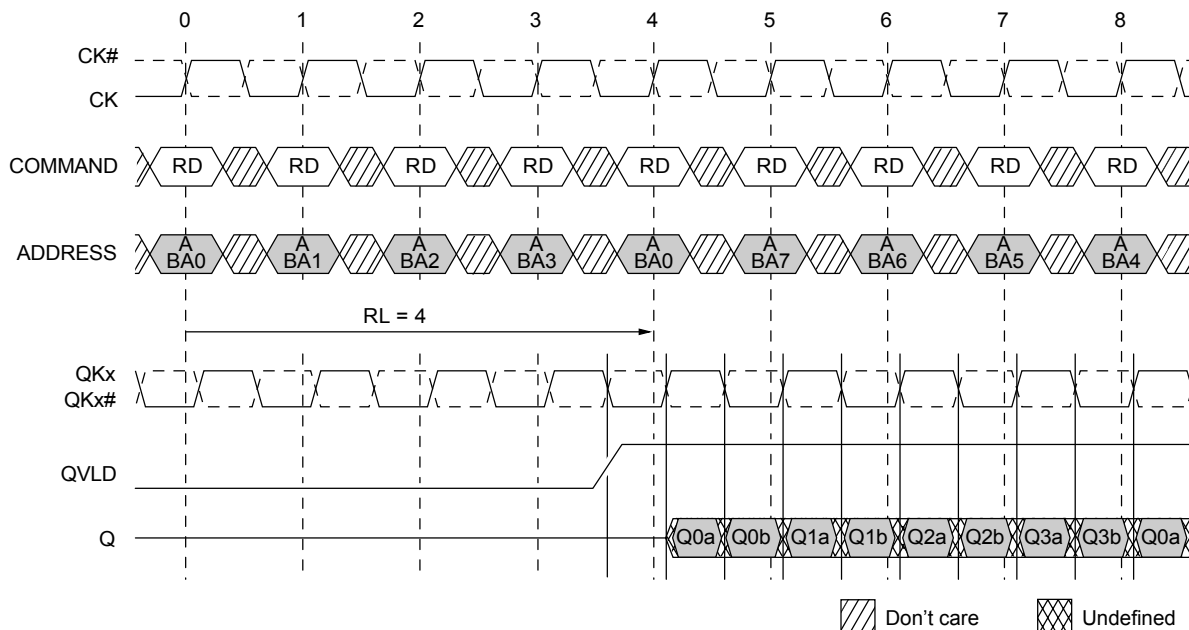 0 1 2 3 4 5 6 7 8
CK#
CK
COMMAND RD RD RD RD RD RD RD RD RD
ADDRESS A BA0 A BA1 A BA2 A BA3 A BA0 A BA7 A BA6 A BA5 A BA4
RL = 4
QKx
QKx#
QVLD
Q Q0a Q0b Q1a Q1b Q2a Q2b Q3a Q3b Q0a
Don't care Undefined